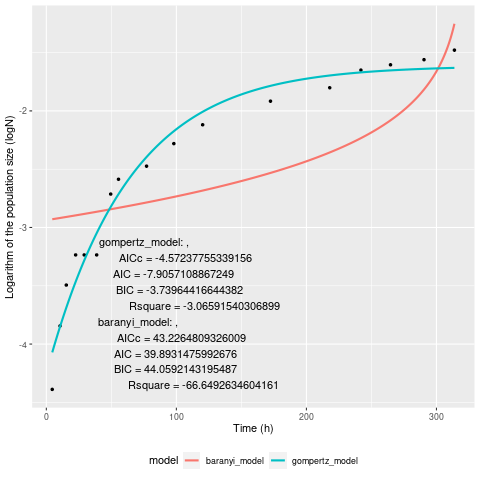 -2
-3
-4
Logarithm of the population size (logN)
gompertz_model: ,
AICc = -4.57237755339156
AIC = -7.9057108867249
BIC = -3.73964416644382
Rsquare = -3.06591540306899
baranyi_model: ,
AICc = 43.2264809326009
AIC = 39.8931475992676
BIC = 44.0592143195487
Rsquare = -66.6492634604161
0 100 200 300
Time (h)
model baranyi_model gompertz_model